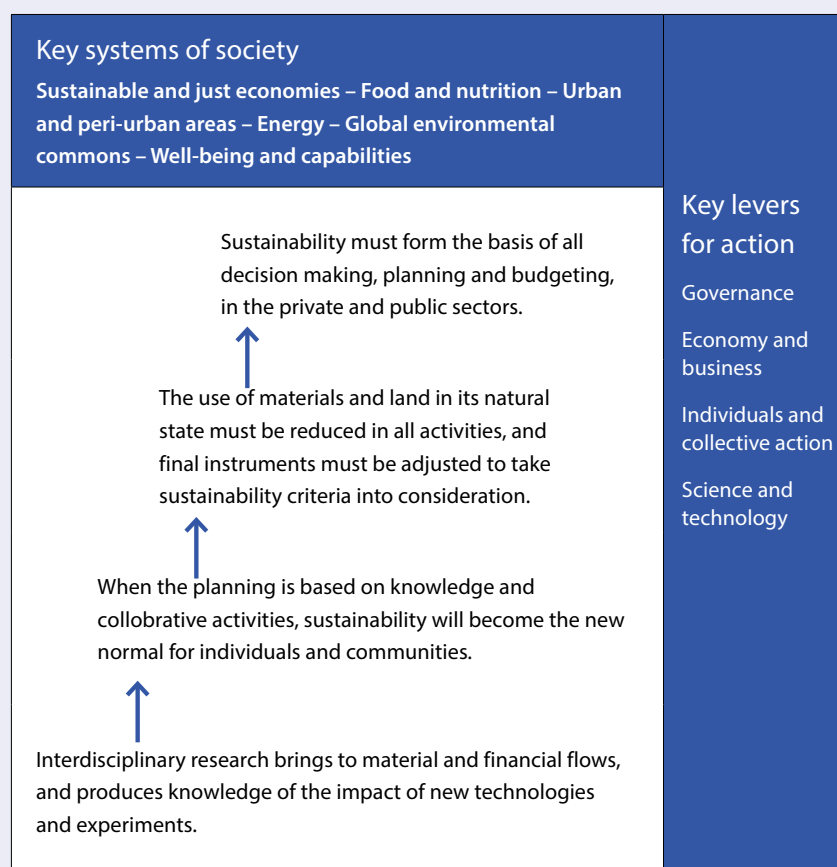 Key systems of society
Sustainable and just economies – Food and nutrition – Urban
and peri-urban areas – Energy – Global environmental
commons – Well-being and capabilities
Sustainability must form the basis of all
decision making, planning and budgeting,
in the private and public sectors.
The use of materials and land in its natural
state must be reduced in all activities, and
final instruments must be adjusted to take
sustainability criteria into consideration.
When the planning is based on knowledge and
collobrative activities, sustainability will become the new
normal for individuals and communities.
Interdisciplinary research brings to material and financial flows,
and produces knowledge of the impact of new technologies
and experiments.
Key levers
for action
Governance
Economy and
business
Individuals and
collective action
Science and
technology